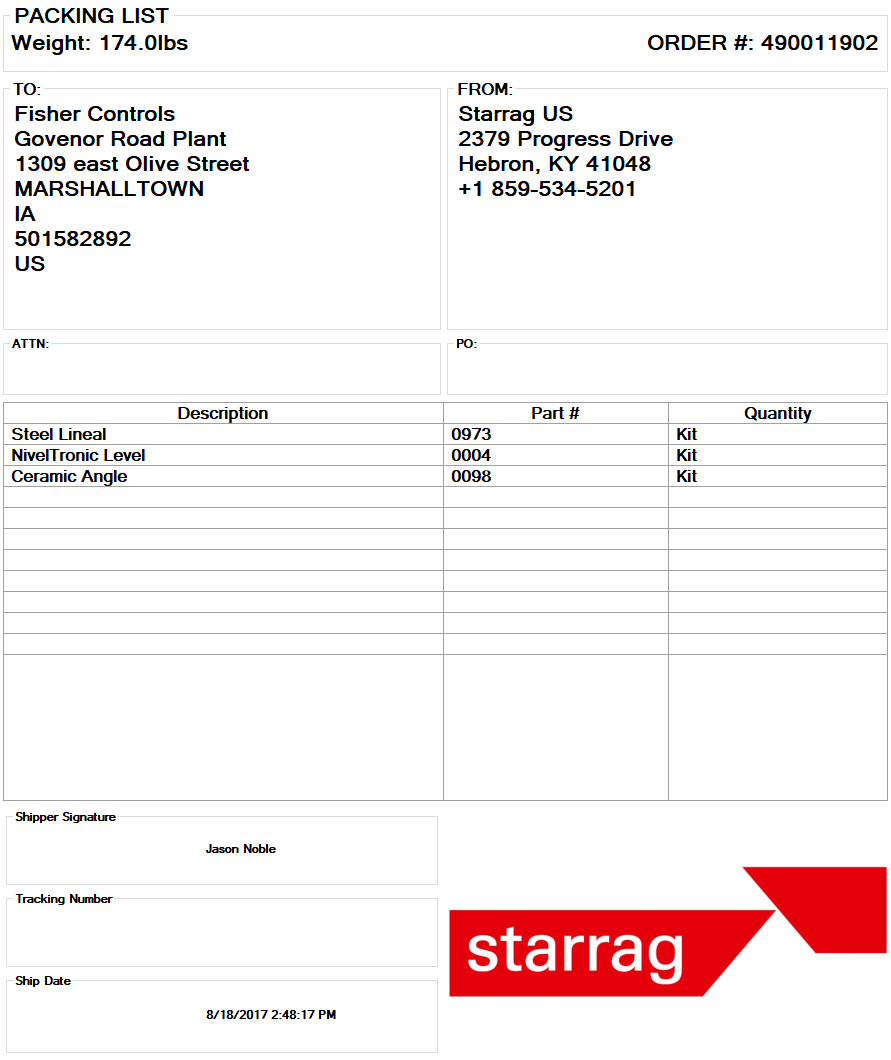 PACKING LIST
Weight: 174.0lbs ORDER #: 490011902
TO:
Fisher Controls
Govenor Road Plant
1309 east Olive Street
MARSHALLTOWN
IA
501582892
US
FROM:
Starrag US
2379 Progress Drive
Hebron, KY 41048
+1 859-534-5201
ATTN:
PO:
Description Part # Quantity
Steel Lineal 0973 Kit
NivelTronic Level 0004 Kit
Ceramic Angle 0098 Kit
Shipper Signature
Jason Noble
Tracking Number
Ship Date
8/18/2017 2:48:17 PM
starrag